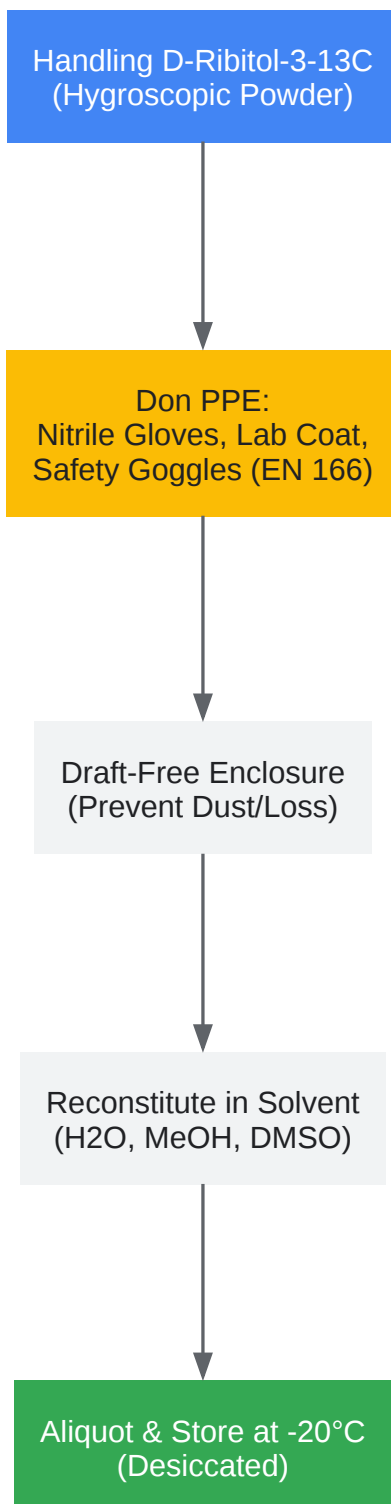 Handling D-Ribitol-3-13C
(Hygroscopic Powder)
Don PPE:
Nitrile Gloves, Lab Coat,
Safety Goggles (EN 166)
Draft-Free Enclosure
(Prevent Dust/Loss)
Reconstitute in Solvent
(H2O, MeOH, DMSO)
Aliquot & Store at -20°C
(Desiccated)